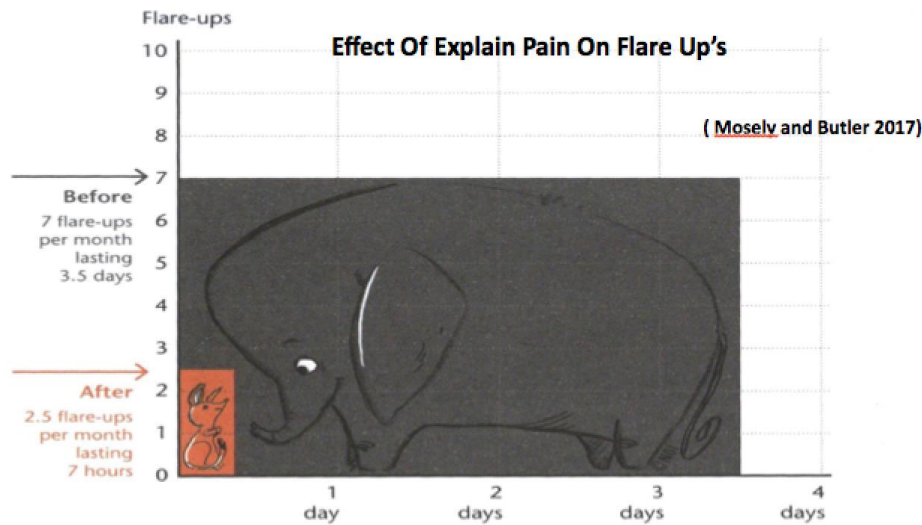 Flare-ups
Effect Of Explain Pain On Flare Up's
( Mosely and Butler 2017)
10
9
8
7
6
5
4
3
2
1
0
Before
7 flare-ups
per month
lasting
3.5 days
After
2.5 flare-ups
per month
lasting
7 hours
1
day
2
days
3
days
4
days